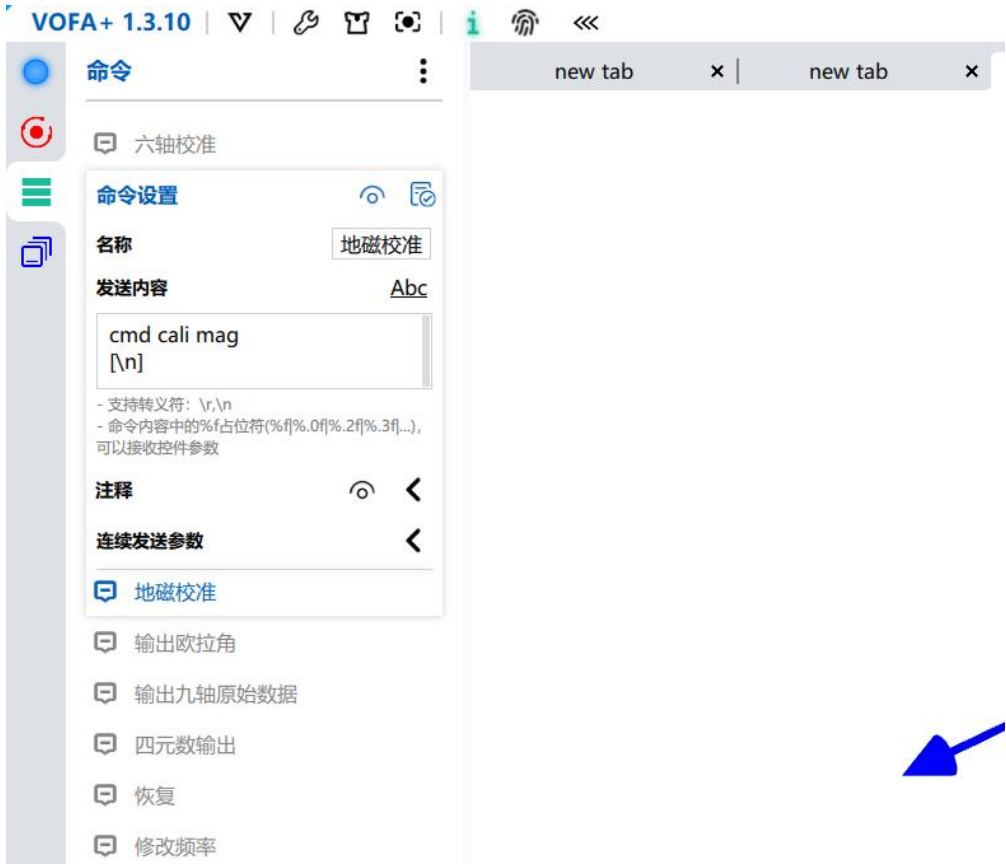 VOFA+ 1.3.10
命令
new tab
new tab
六轴校准
命令设置
名称
地磁校准
发送内容
Abc
cmd cali mag
[\n]
- 支持转义符：\r,\n
- 命令内容中的%f占位符(%f|%.0f|%.2f|%.3f|...),
可以接收控件参数
注释
连续发送参数
地磁校准
输出欧拉角
输出九轴原始数据
四元数输出
恢复
修改频率